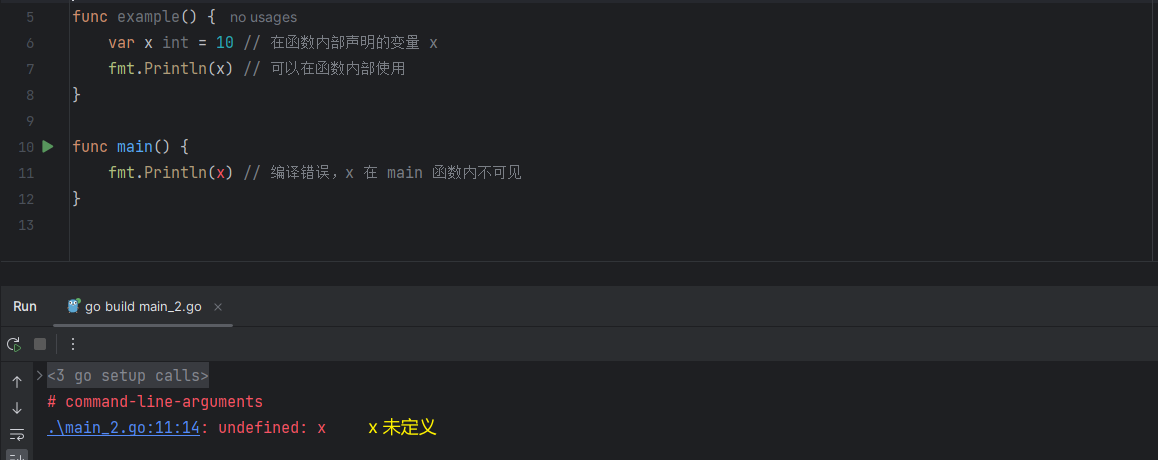 5 func example() { no usages
6 var x int = 10 // 在函数内部声明的变量 x
7 fmt.Println(x) // 可以在函数内部使用
8 }
9
10 func main() {
11 fmt.Println(x) // 编译错误，x 在 main 函数内不可见
12 }
13
Run go build main_2.go ×
<3 go setup calls>
# command-line-arguments
.\main_2.go:11:14: undefined: x x 未定义